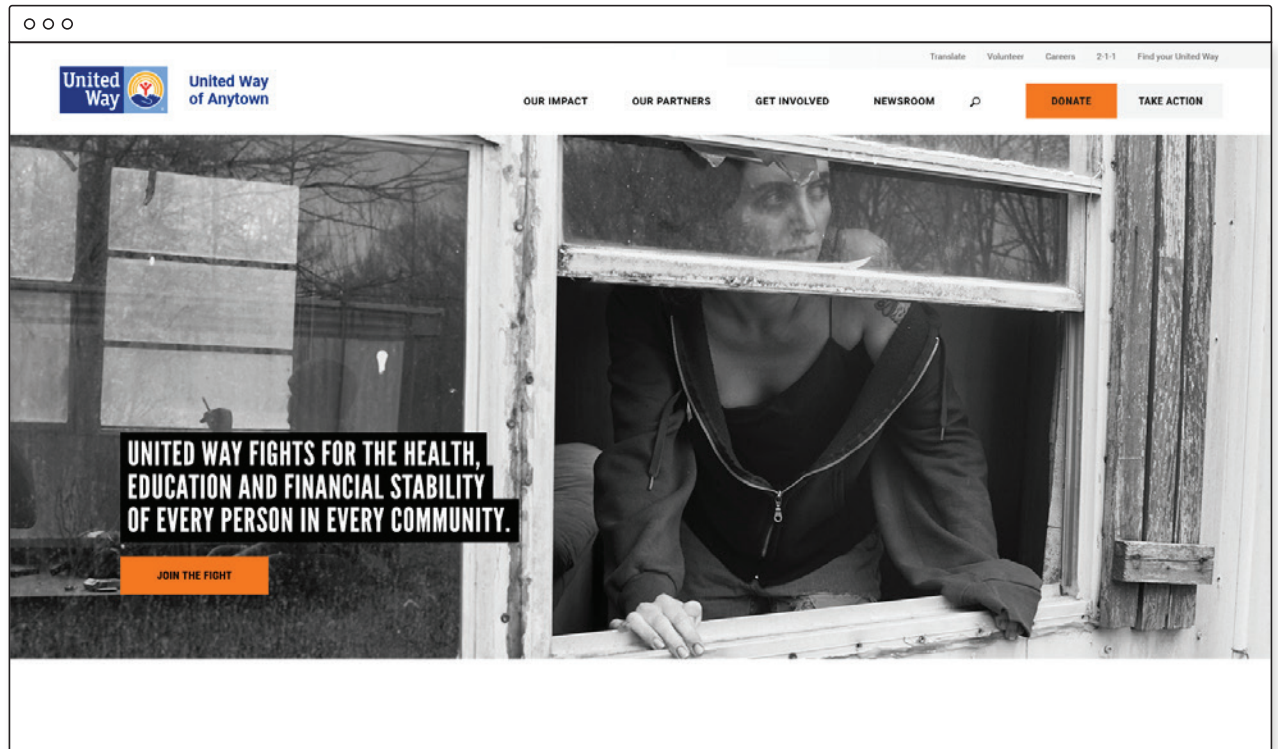 Translate Volunteer Careers 2-1-1 Find your United Way
United
Way
United Way
of Anytown
OUR IMPACT OUR PARTNERS GET INVOLVED NEWSROOM DONATE TAKE ACTION
UNITED WAY FIGHTS FOR THE HEALTH,
EDUCATION AND FINANCIAL STABILITY
OF EVERY PERSON IN EVERY COMMUNITY.
JOIN THE FIGHT